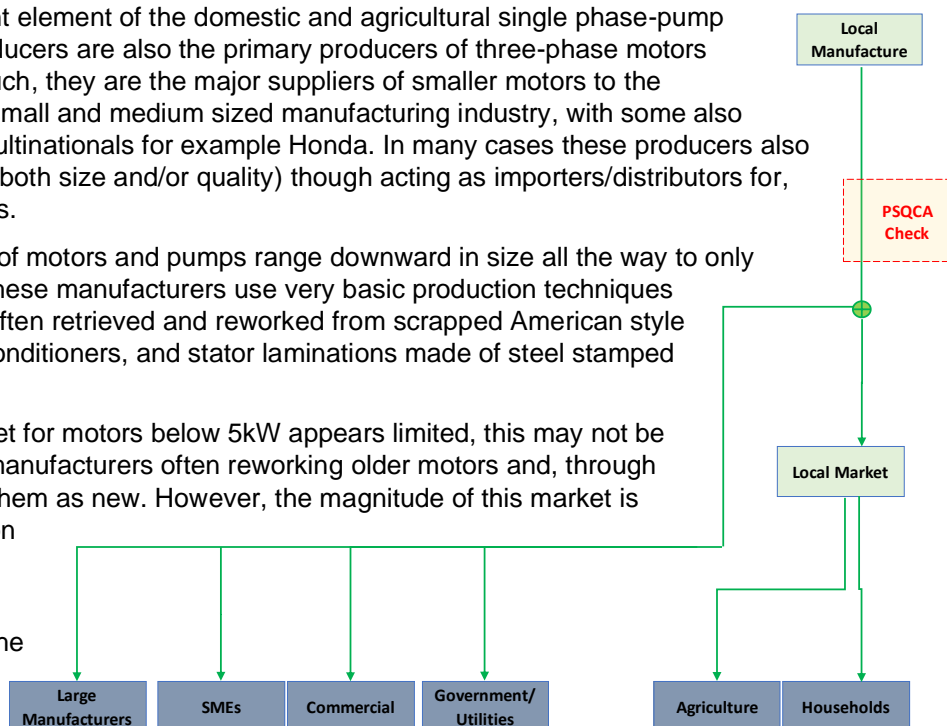 nt element of the domestic and agricultural single phase-pump
ducers are also the primary producers of three-phase motors
uch, they are the major suppliers of smaller motors to the
small and medium sized manufacturing industry, with some also
ultinationals for example Honda. In many cases these producers also
both size and/or quality) though acting as importers/distributors for,
s.
of motors and pumps range downward in size all the way to only
hese manufacturers use very basic production techniques
ften retrieved and reworked from scrapped American style
onditioners, and stator laminations made of steel stamped
et for motors below 5kW appears limited, this may not be
manufacturers often reworking older motors and, through
hem as new. However, the magnitude of this market is
on
ne
Local
Manufacture
PSQCA
Check
Local Market
Large
Manufacturers
SMEs
Commercial
Government/
Utilities
Agriculture
Households